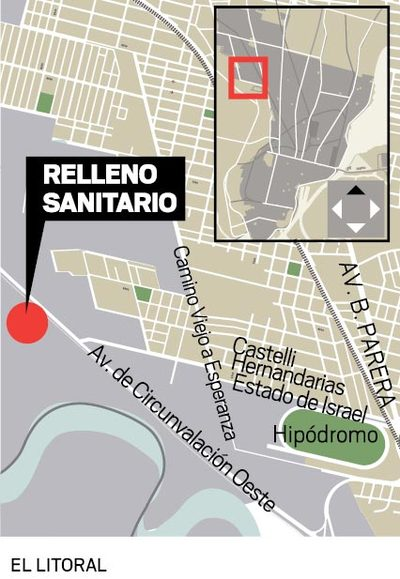 RELLENO
SANITARIO
AV. B. PARERA
Camino Viejo a Esperanza
Castelli
Hernandarias
Estado de Israel
Hipódromo
Av. de Circunvalación Oeste
EL LITORAL